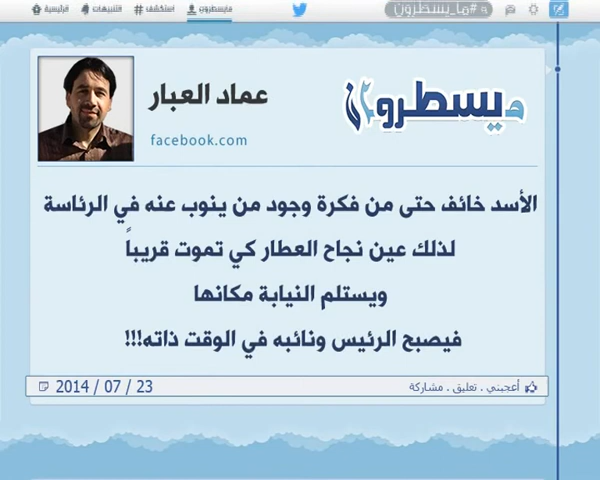 الرئيسية التنبيهات # استكشف مايسطرون #ما_يسطرون
عماد العبار
ما يسطرون
facebook.com
الأسد خائف حتى من فكرة وجود من ينوب عنه في الرئاسة
لذلك عين نجاح العطار كي تموت قريباً
ويستلم النيابة مكانها
فيصبح الرئيس ونائبه في الوقت ذاته!!!
أعجبني . تعليق . مشاركة
23 / 07 / 2014